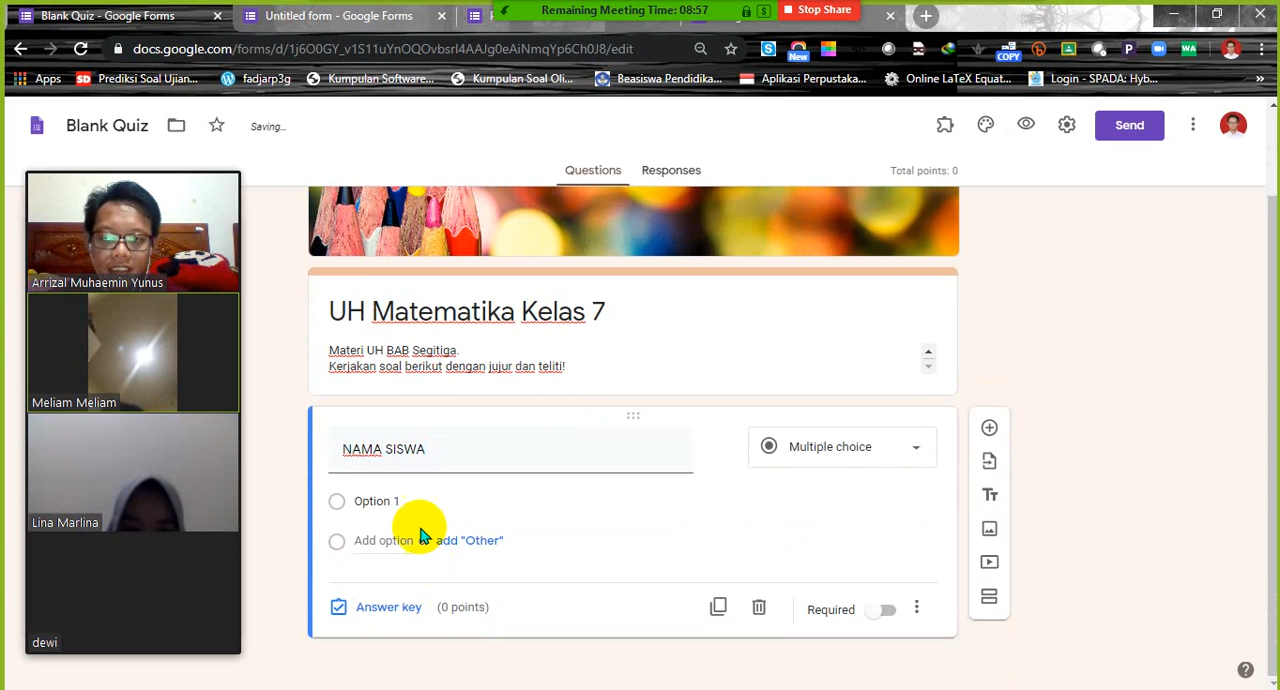 Blank Quiz - Google Forms
Untitled form - Google Forms
Remaining Meeting Time: 08:57
Stop Share
docs.google.com/forms/d/1j6O0GY_v1S11uYnOQOvbsrI4AAJg0eAiNmqYp6Ch0J8/edit
New
COPY
WA
Apps
Prediksi Soal Ujian...
fadjarp3g
Kumpulan Software...
Kumpulan Soal Oli...
Beasiswa Pendidika...
Aplikasi Perpustaka...
Online LaTeX Equat...
Login - SPADA: Hyb...
Blank Quiz
Saving...
Send
Questions
Responses
Total points: 0
Arrizal Muhaemin Yunus
Meliam Meliam
Lina Marlina
dewi
UH Matematika Kelas 7
Materi UH BAB Segitiga.
Kerjakan soal berikut dengan jujur dan teliti!
NAMA SISWA
Multiple choice
Option 1
Add option
add "Other"
Answer key (0 points)
Required